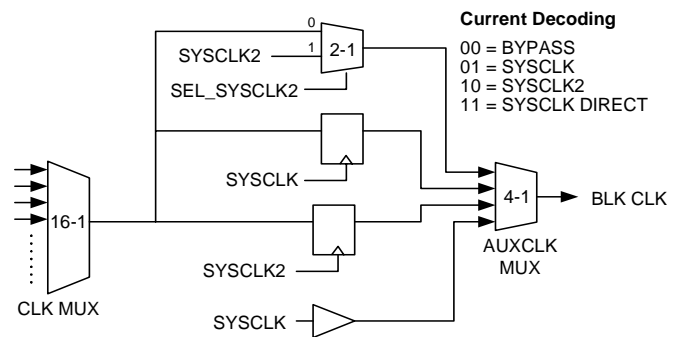 Current Decoding
00 = BYPASS
01 = SYSCLK
10 = SYSCLK2
11 = SYSCLK DIRECT
0
1
2-1
SYSCLK2
SEL_SYSCLK2
SYSCLK
16-1
CLK MUX
SYSCLK2
SYSCLK
4-1
AUXCLK
MUX
BLK CLK